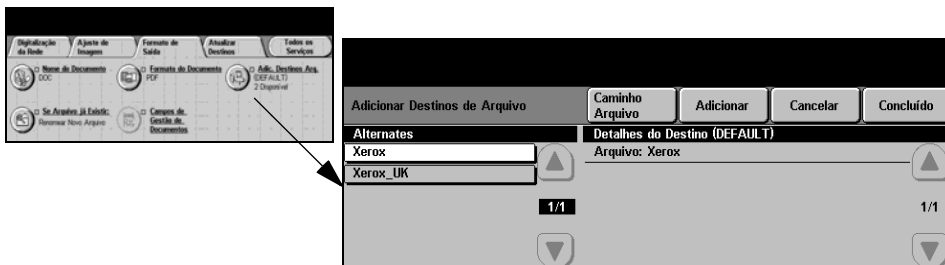 Digitalização da Rede
Ajuste de Imagem
Formato de Saída
Atualizar Destinos
Todos os Serviços
Nome do Documento
DOC
Formato do Documento
PDF
Adic. Destinos Arq.
(DEFAULT)
2 Disponível
Se Arquivo já Existir:
Renomear Novo Arquivo
Campos de Gestão de Documentos
Adicionar Destinos de Arquivo
Caminho Arquivo
Adicionar
Cancelar
Concluído
Alternates
Detalhes do Destino (DEFAULT)
Xerox
Arquivo: Xerox
Xerox_UK
1/1
1/1